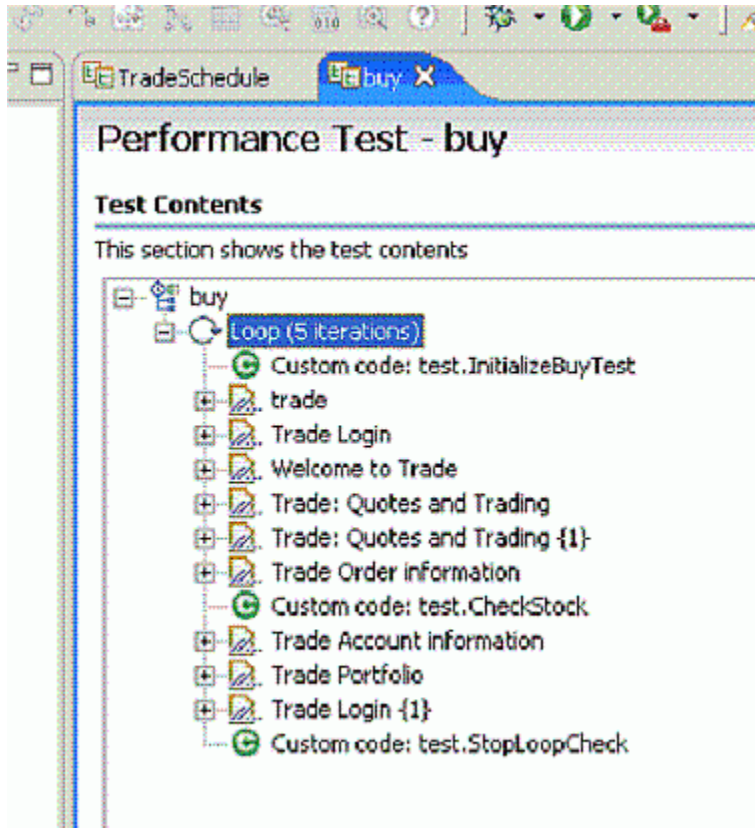 TradeSchedule
buy
Performance Test - buy
Test Contents
This section shows the test contents
buy
Loop (5 iterations)
Custom code: test.InitializeBuyTest
trade
Trade Login
Welcome to Trade
Trade: Quotes and Trading
Trade: Quotes and Trading {1}
Trade Order information
Custom code: test.CheckStock
Trade Account information
Trade Portfolio
Trade Login {1}
Custom code: test.StopLoopCheck